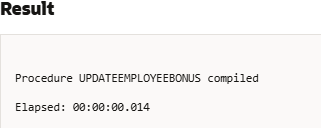 Result
Procedure UPDATEEMPLOYEEBONUS compiled
Elapsed: 00:00:00.014